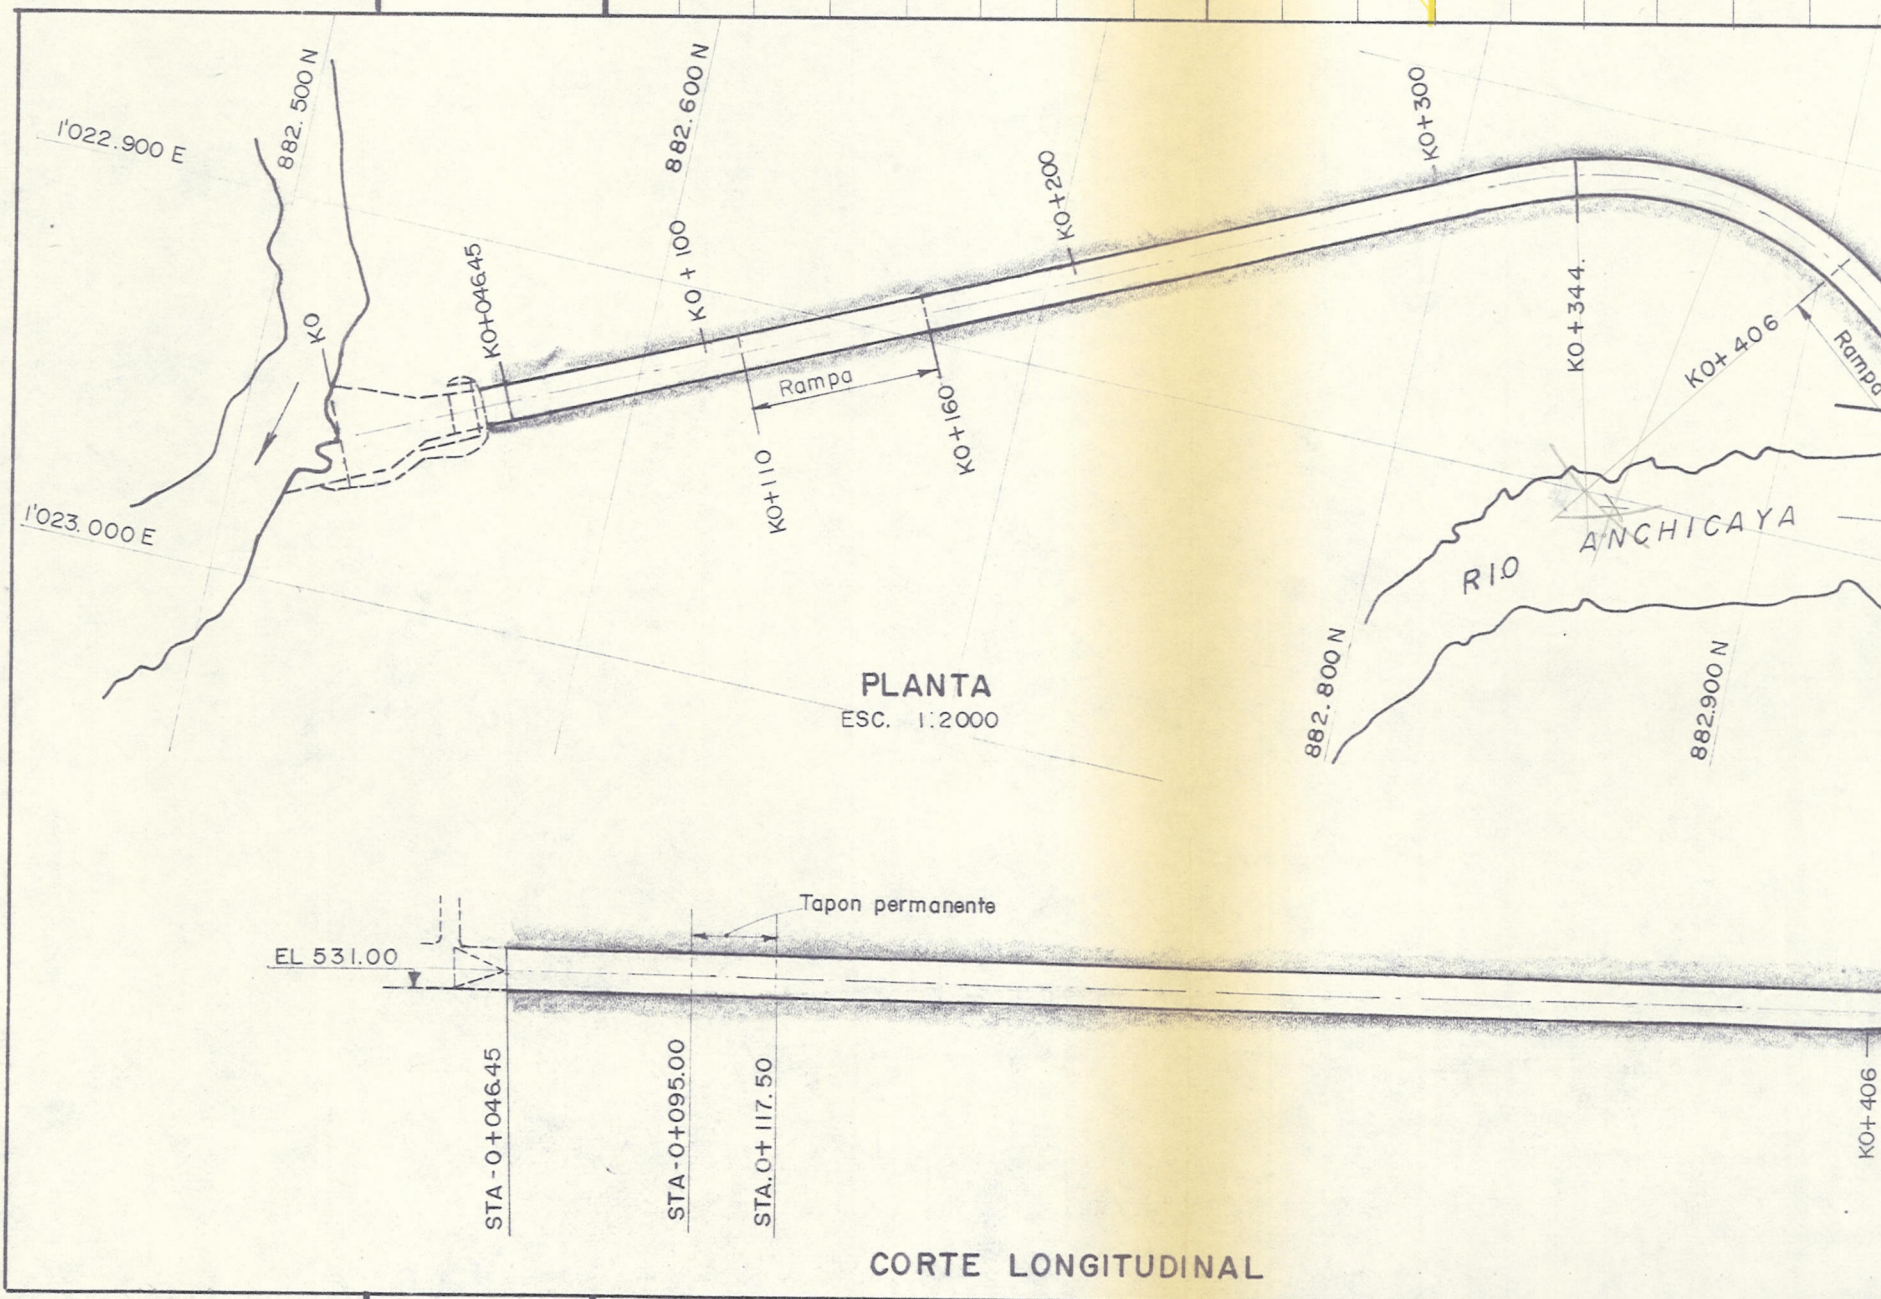 1'022.900 E
882.500 N
882.600 N
K0
K0+046.45
K0 + 100
K0+110
Rampa
K0+160
K0+200
K0+300
K0+344.
K0+ 406
Rampa
1'023.000 E
RIO ANCHICAYA
882.800 N
882.900 N
PLANTA
ESC. 1:2000
Tapon permanente
EL 531.00
STA-0+046.45
STA-0+095.00
STA.0+117.50
K0+406
CORTE LONGITUDINAL